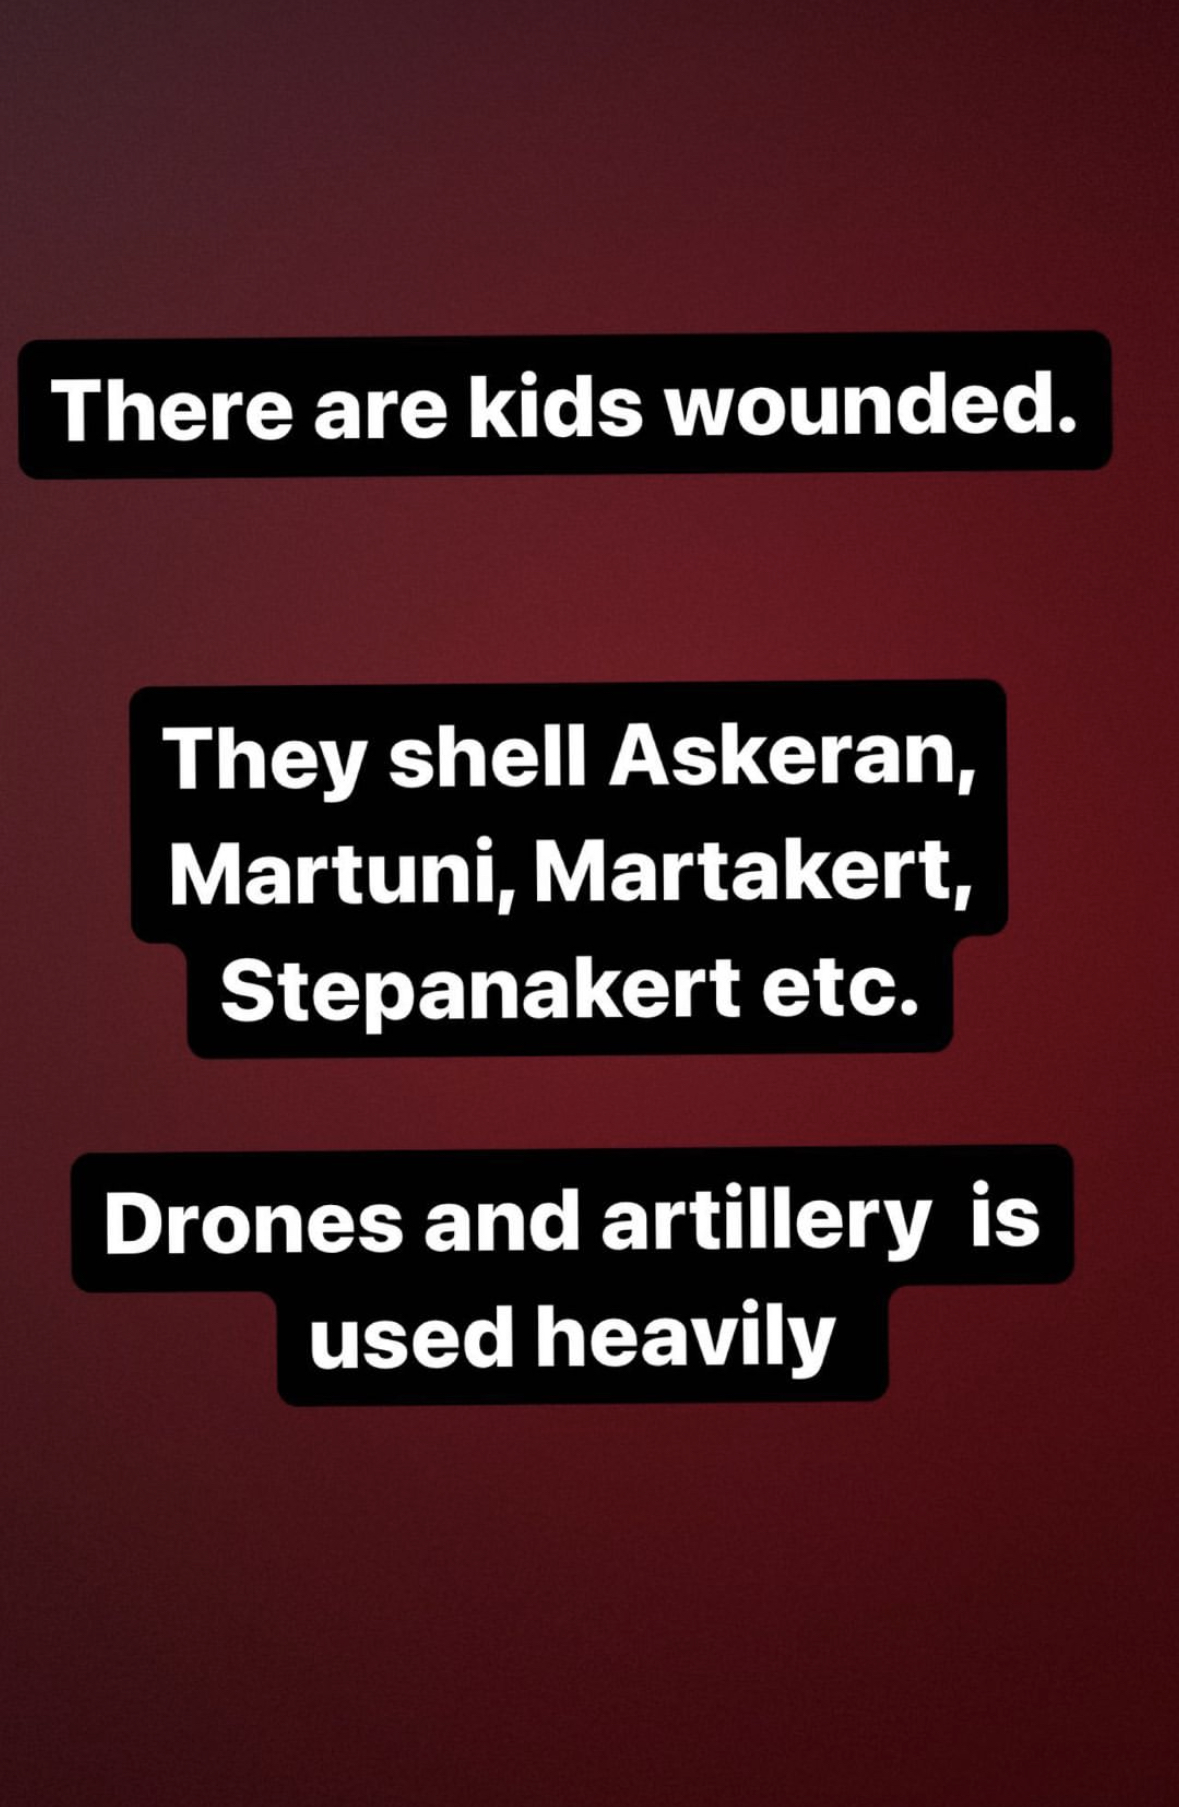 There are kids wounded.
They shell Askeran,
Martuni, Martakert,
Stepanakert etc.
Drones and artillery  is
used heavily